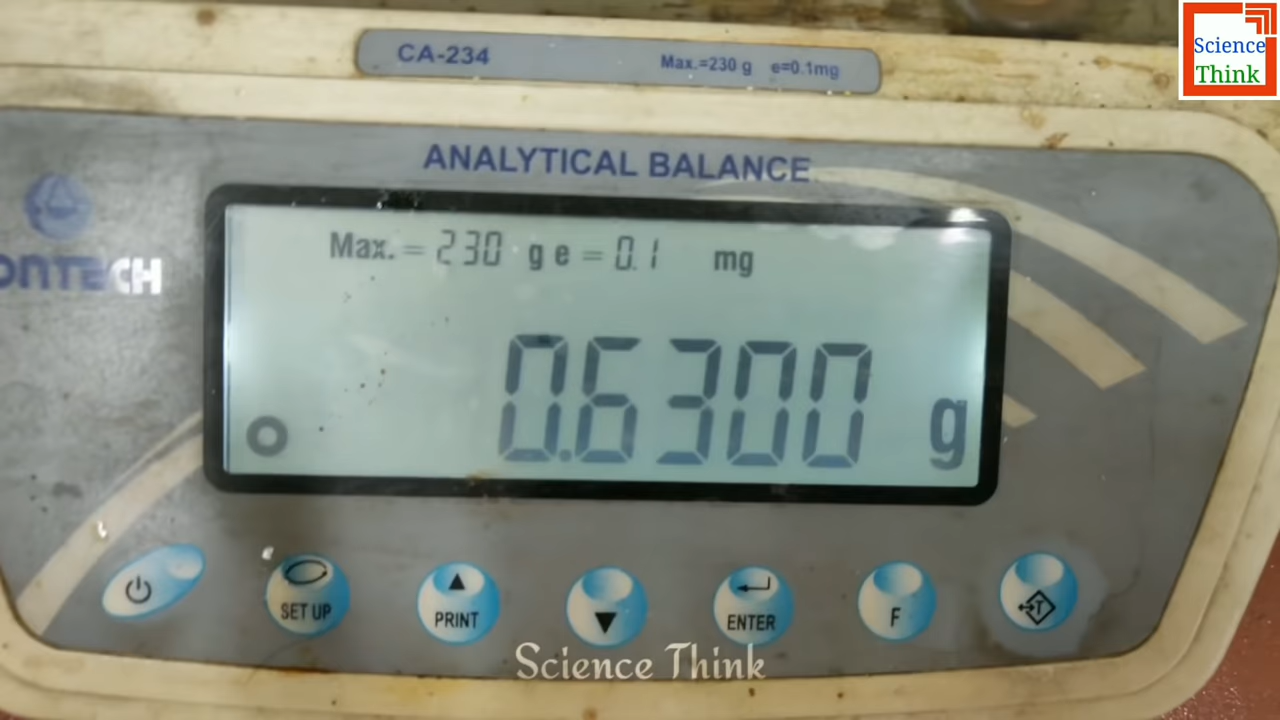 CA-234 Max.=230 g e=0.1mg
Science
Think
ANALYTICAL BALANCE
ONTECH
Max. = 230 g e = 0.1 mg
0.6300 g
SET UP
PRINT
ENTER
F
T
Science Think